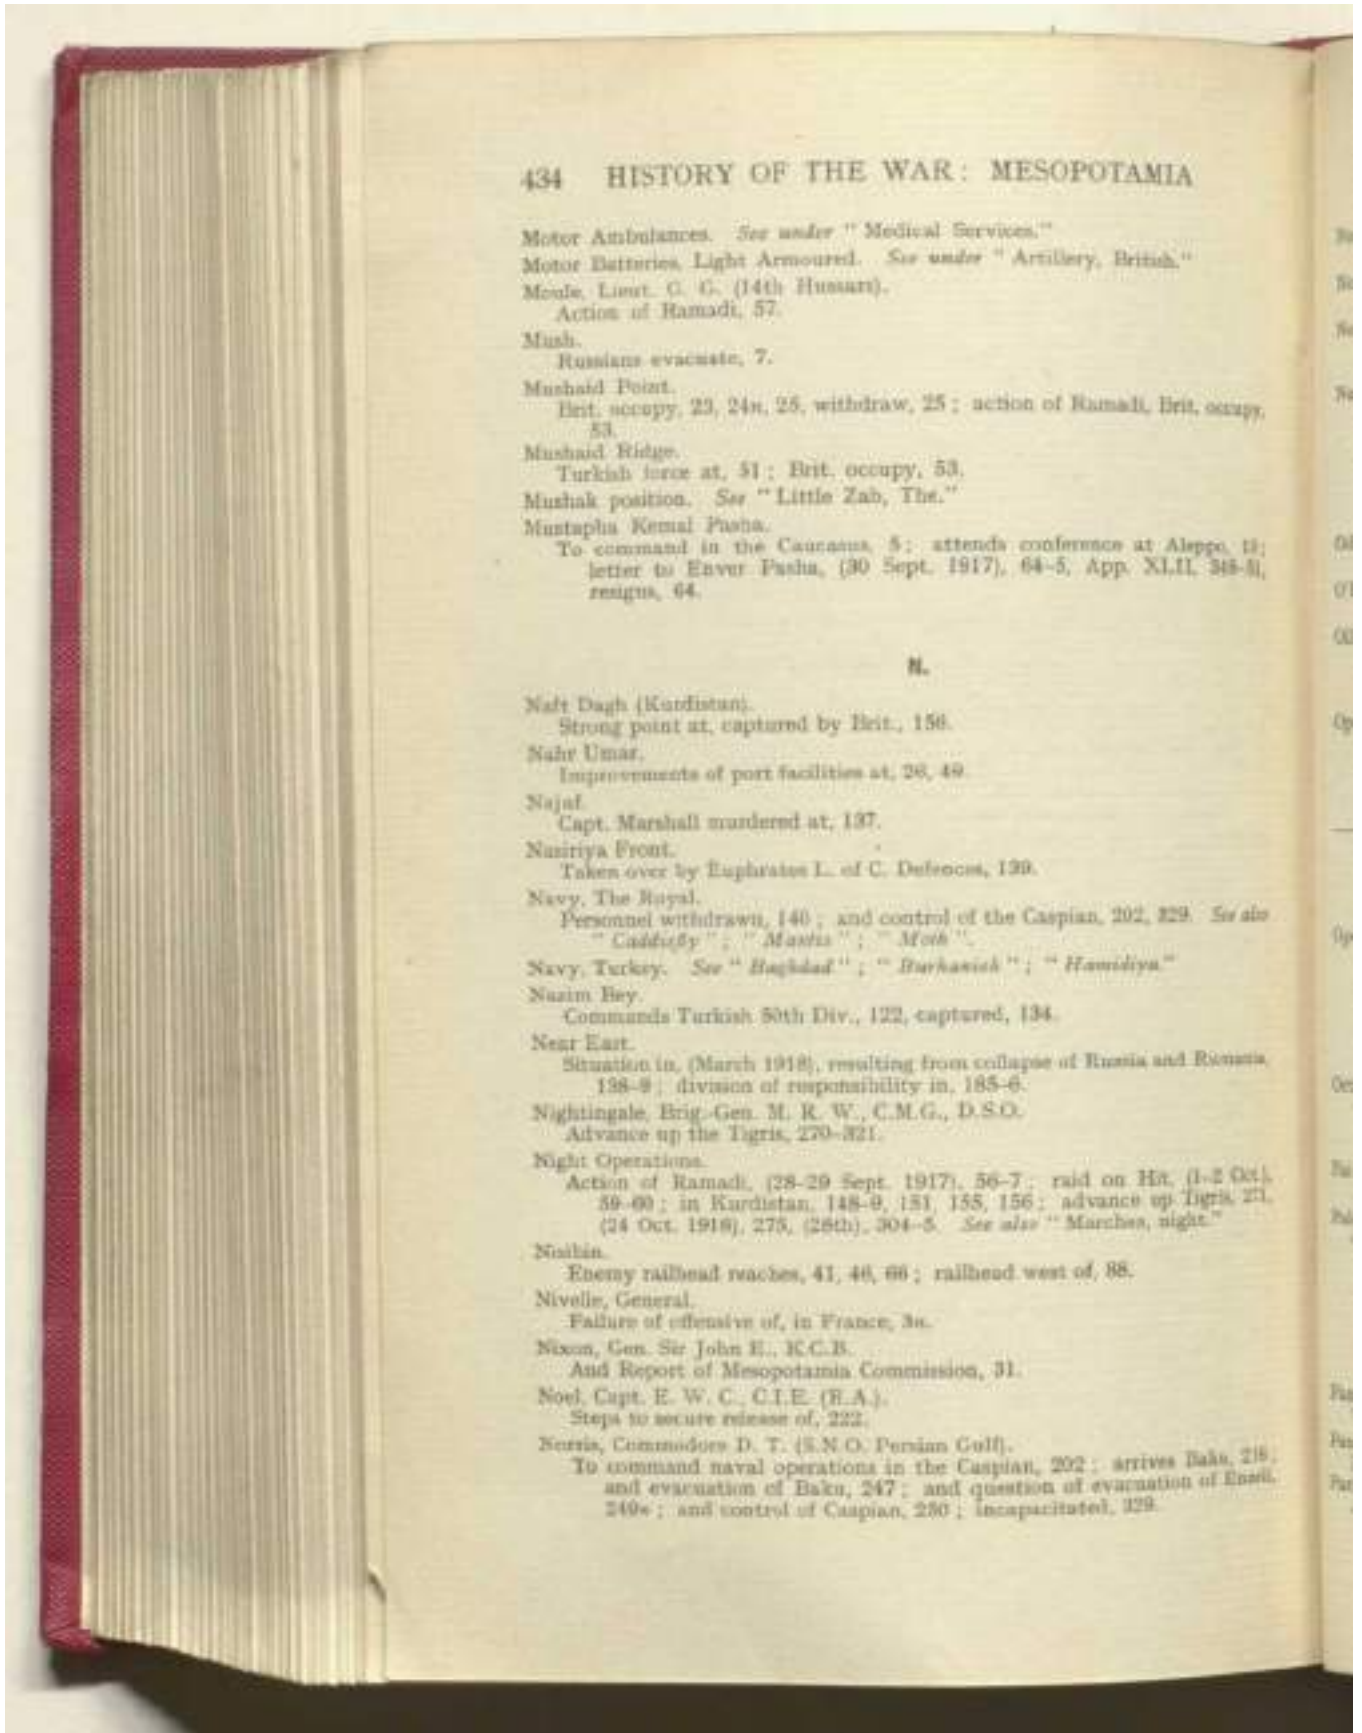 434 HISTORY OF THE WAR: MESOPOTAMIA
Motor Ambulances. See under "Medical Services."
Motor Batteries, Light Armoured. See under "Artillery, British."
Moule, Lieut. G. G. (14th Hussars).
Action of Ramadi, 57.
Mush.
Russians evacuate, 7.
Mushaid Point.
Brit. occupy, 23, 24n, 25, withdraw, 25; action of Ramadi, Brit. occupy,
53.
Mushaid Ridge.
Turkish force at, 51; Brit. occupy, 53.
Mushak position. See "Little Zab, The."
Mustapha Kemal Pasha.
To command in the Caucasus, 5; attends conference at Aleppo,
letter to Enver Pasha, (30 Sept. 1917), 64-5, App. XLII, 348-51,
resigns, 64.
N.
Naft Dagh (Kurdistan).
Strong point at, captured by Brit., 156.
Nahr Umar.
Improvements of port facilities at, 26, 49.
Najaf.
Capt. Marshall murdered at, 137.
Nasiriya Front.
Taken over by Euphrates L. of C. Defences, 139.
Navy, The Royal.
Personnel withdrawn, 140; and control of the Caspian, 202, 329. See also
"Mantis"; "Moth".
Navy, Turkey. See "Baghdad"; "Burhanieh"; "Hamidiya."
Nazim Bey.
Commands Turkish 50th Div., 122, captured, 134.
Near East.
Situation in, (March 1918), resulting from collapse of Russia and Rumania,
138-9; division of responsibility in, 185-6.
Nightingale, Brig.-Gen. M. R. W., C.M.G., D.S.O.
Advance up the Tigris, 270-321.
Night Operations.
Action of Ramadi, (28-29 Sept. 1917), 56-7; raid on Hit, (1-2 Oct.),
59-60; in Kurdistan, 148-9, 151, 155, 156; advance up Tigris, 271,
(24 Oct. 1918), 275, (28th), 304-5. See also "Marches, night."
Nisibin.
Enemy railhead reaches, 41, 46, 66; railhead west of, 88.
Nivelle, General.
Failure of offensive of, in France, 3n.
Nixon, Gen. Sir John E., K.C.B.
And Report of Mesopotamia Commission, 31.
Noel, Capt. E. W. C., C.I.E. (R.A.).
Steps to secure release of, 222.
Norris, Commodore D. T. (S.N.O. Persian Gulf).
To command naval operations in the Caspian, 202; arrives Baku,
and evacuation of Baku, 247; and question of evacuation of Enzeli,
249n; and control of Caspian, 250; incapacitated, 329.